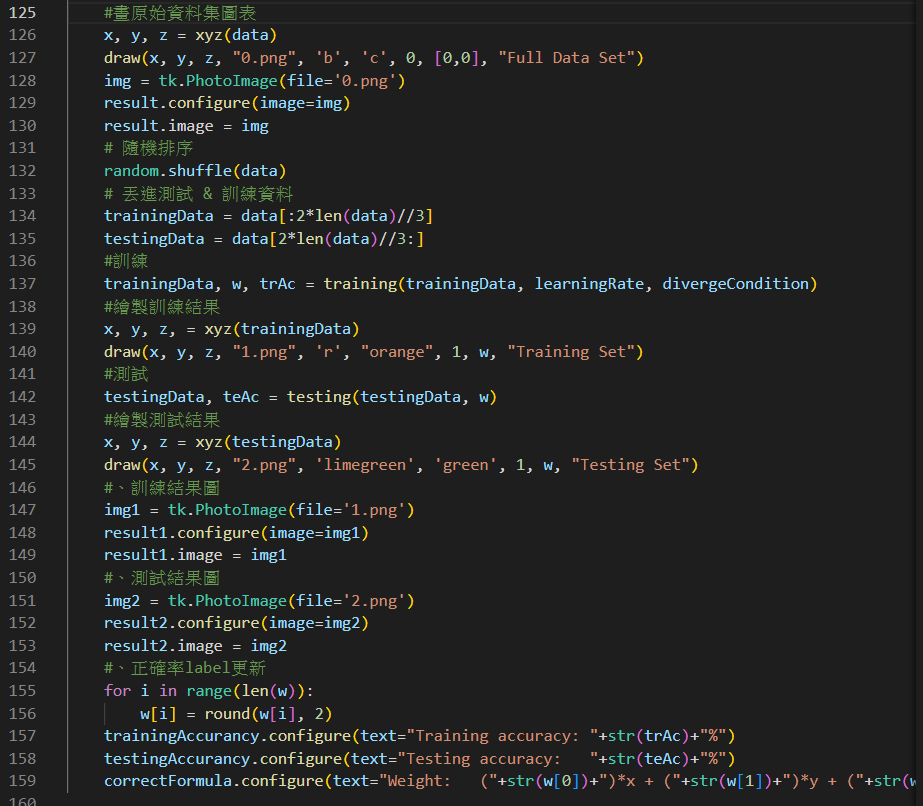 125 #畫原始資料集圖表
126 x, y, z = xyz(data)
127 draw(x, y, z, "0.png", 'b', 'c', 0, [0,0], "Full Data Set")
128 img = tk.PhotoImage(file='0.png')
129 result.configure(image=img)
130 result.image = img
131 # 隨機排序
132 random.shuffle(data)
133 # 丟進測試 & 訓練資料
134 trainingData = data[:2*len(data)//3]
135 testingData = data[2*len(data)//3:]
136 #訓練
137 trainingData, w, trAc = training(trainingData, learningRate, divergeCondition)
138 #繪製訓練結果
139 x, y, z, = xyz(trainingData)
140 draw(x, y, z, "1.png", 'r', "orange", 1, w, "Training Set")
141 #測試
142 testingData, teAc = testing(testingData, w)
143 #繪製測試結果
144 x, y, z = xyz(testingData)
145 draw(x, y, z, "2.png", 'limegreen', 'green', 1, w, "Testing Set")
146 #、訓練結果圖
147 img1 = tk.PhotoImage(file='1.png')
148 result1.configure(image=img1)
149 result1.image = img1
150 #、測試結果圖
151 img2 = tk.PhotoImage(file='2.png')
152 result2.configure(image=img2)
153 result2.image = img2
154 #、正確率label更新
155 for i in range(len(w)):
156 w[i] = round(w[i], 2)
157 trainingAccurancy.configure(text="Training accuracy: "+str(trAc)+"%")
158 testingAccurancy.configure(text="Testing accuracy:   "+str(teAc)+"%")
159 correctFormula.configure(text="Weight:   ("+str(w[0])+")*x + ("+str(w[1])+")*y + ("+str(
160